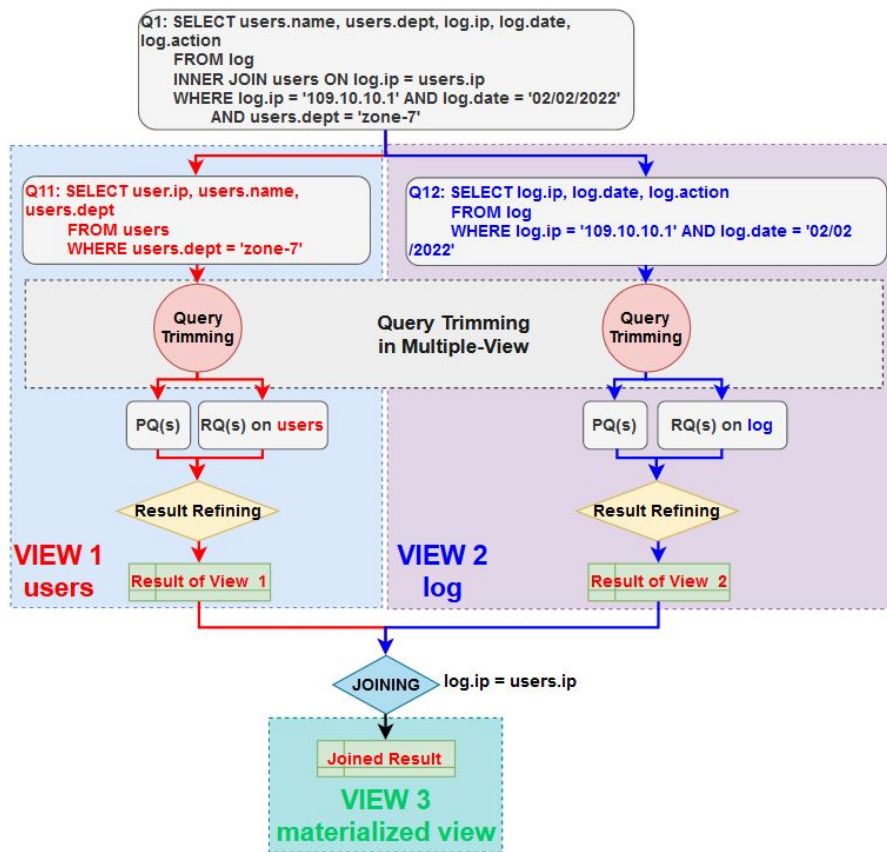 Q1: SELECT users.name, users.dept, log.ip, log.date,
log.action
FROM log
INNER JOIN users ON log.ip = users.ip
WHERE log.ip = '109.10.10.1' AND log.date = '02/02/2022'
AND users.dept = 'zone-7'
Q11: SELECT user.ip, users.name,
users.dept
FROM users
WHERE users.dept = 'zone-7'
Q12: SELECT log.ip, log.date, log.action
FROM log
WHERE log.ip = '109.10.10.1' AND log.date = '02/02
/2022'
Query
Trimming
Query Trimming
in Multiple-View
Query
Trimming
PQ(s)
RQ(s) on users
PQ(s)
RQ(s) on log
Result Refining
Result Refining
VIEW 1
users
Result of View 1
VIEW 2
log
Result of View 2
JOINING
log.ip = users.ip
Joined Result
VIEW 3
materialized view